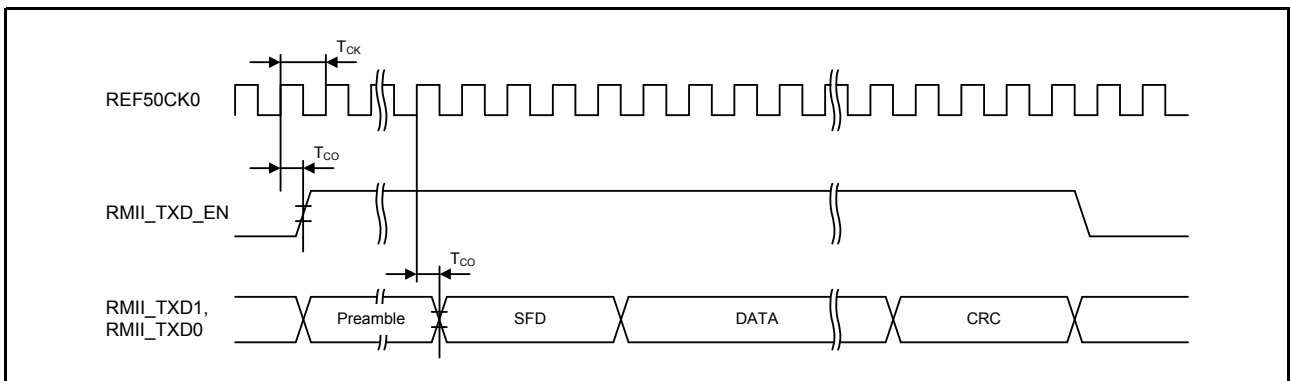 TCK
REF50CK0
TCO
RMII_TXD_EN
TCO
RMII_TXD1,
RMII_TXD0
Preamble
SFD
DATA
CRC